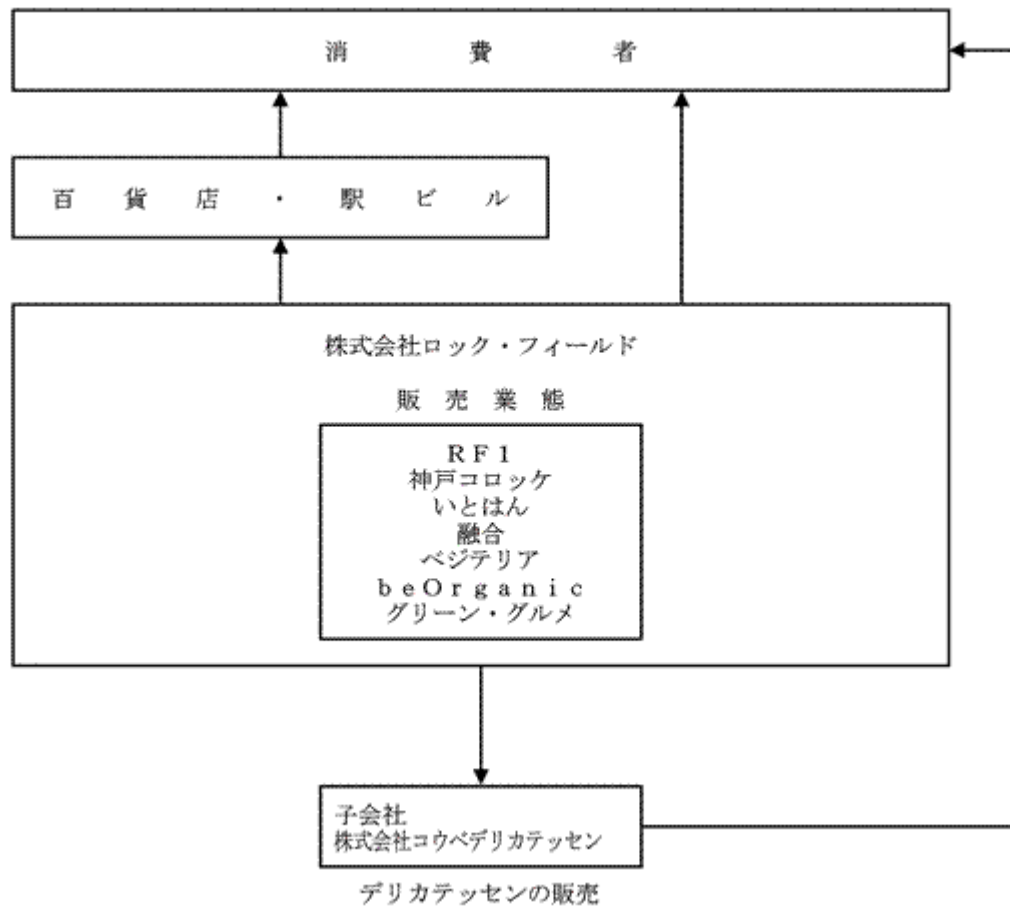 消費者
百貨店・駅ビル
株式会社ロック・フィールド
販売業態
ＲＦ１
神戸コロッケ
いとはん
融合
ベジテリア
ｂｅＯｒｇａｎｉｃ
グリーン・グルメ
子会社
株式会社コウベデリカテッセン
デリカテッセンの販売